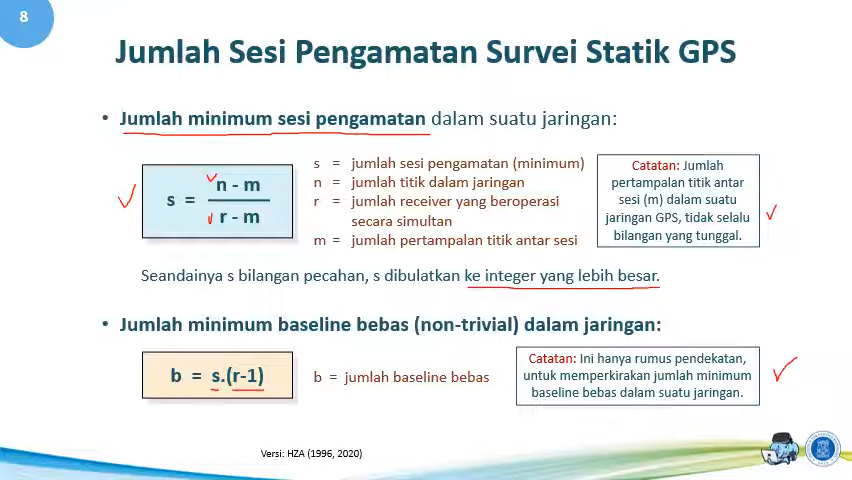 8
Jumlah Sesi Pengamatan Survei Statik GPS
• Jumlah minimum sesi pengamatan dalam suatu jaringan:
s = n - m
r - m
s = jumlah sesi pengamatan (minimum)
n = jumlah titik dalam jaringan
r = jumlah receiver yang beroperasi
secara simultan
m = jumlah pertampalan titik antar sesi
Catatan: Jumlah
pertampalan titik antar
sesi (m) dalam suatu
jaringan GPS, tidak selalu
bilangan yang tunggal.
Seandainya s bilangan pecahan, s dibulatkan ke integer yang lebih besar.
• Jumlah minimum baseline bebas (non-trivial) dalam jaringan:
b = s.(r-1)
b = jumlah baseline bebas
Catatan: Ini hanya rumus pendekatan,
untuk memperkirakan jumlah minimum
baseline bebas dalam suatu jaringan.
Versi: HZA (1996, 2020)